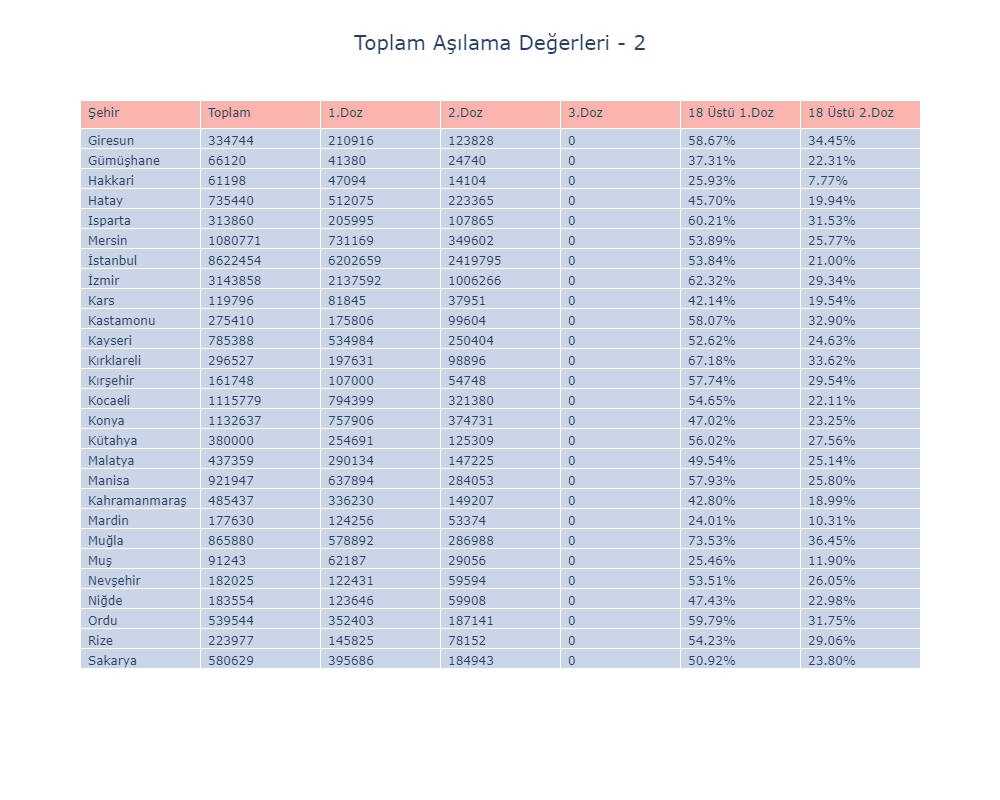 Toplam Aşılama Değerleri - 2
Şehir Toplam 1.Doz 2.Doz 3.Doz 18 Üstü 1.Doz 18 Üstü 2.Doz
Giresun 334744 210916 123828 0 58.67% 34.45%
Gümüşhane 66120 41380 24740 0 37.31% 22.31%
Hakkari 61198 47094 14104 0 25.93% 7.77%
Hatay 735440 512075 223365 0 45.70% 19.94%
Isparta 313860 205995 107865 0 60.21% 31.53%
Mersin 1080771 731169 349602 0 53.89% 25.77%
İstanbul 8622454 6202659 2419795 0 53.84% 21.00%
İzmir 3143858 2137592 1006266 0 62.32% 29.34%
Kars 119796 81845 37951 0 42.14% 19.54%
Kastamonu 275410 175806 99604 0 58.07% 32.90%
Kayseri 785388 534984 250404 0 52.62% 24.63%
Kırklareli 296527 197631 98896 0 67.18% 33.62%
Kırşehir 161748 107000 54748 0 57.74% 29.54%
Kocaeli 1115779 794399 321380 0 54.65% 22.11%
Konya 1132637 757906 374731 0 47.02% 23.25%
Kütahya 380000 254691 125309 0 56.02% 27.56%
Malatya 437359 290134 147225 0 49.54% 25.14%
Manisa 921947 637894 284053 0 57.93% 25.80%
Kahramanmaraş 485437 336230 149207 0 42.80% 18.99%
Mardin 177630 124256 53374 0 24.01% 10.31%
Muğla 865880 578892 286988 0 73.53% 36.45%
Muş 91243 62187 29056 0 25.46% 11.90%
Nevşehir 182025 122431 59594 0 53.51% 26.05%
Niğde 183554 123646 59908 0 47.43% 22.98%
Ordu 539544 352403 187141 0 59.79% 31.75%
Rize 223977 145825 78152 0 54.23% 29.06%
Sakarya 580629 395686 184943 0 50.92% 23.80%